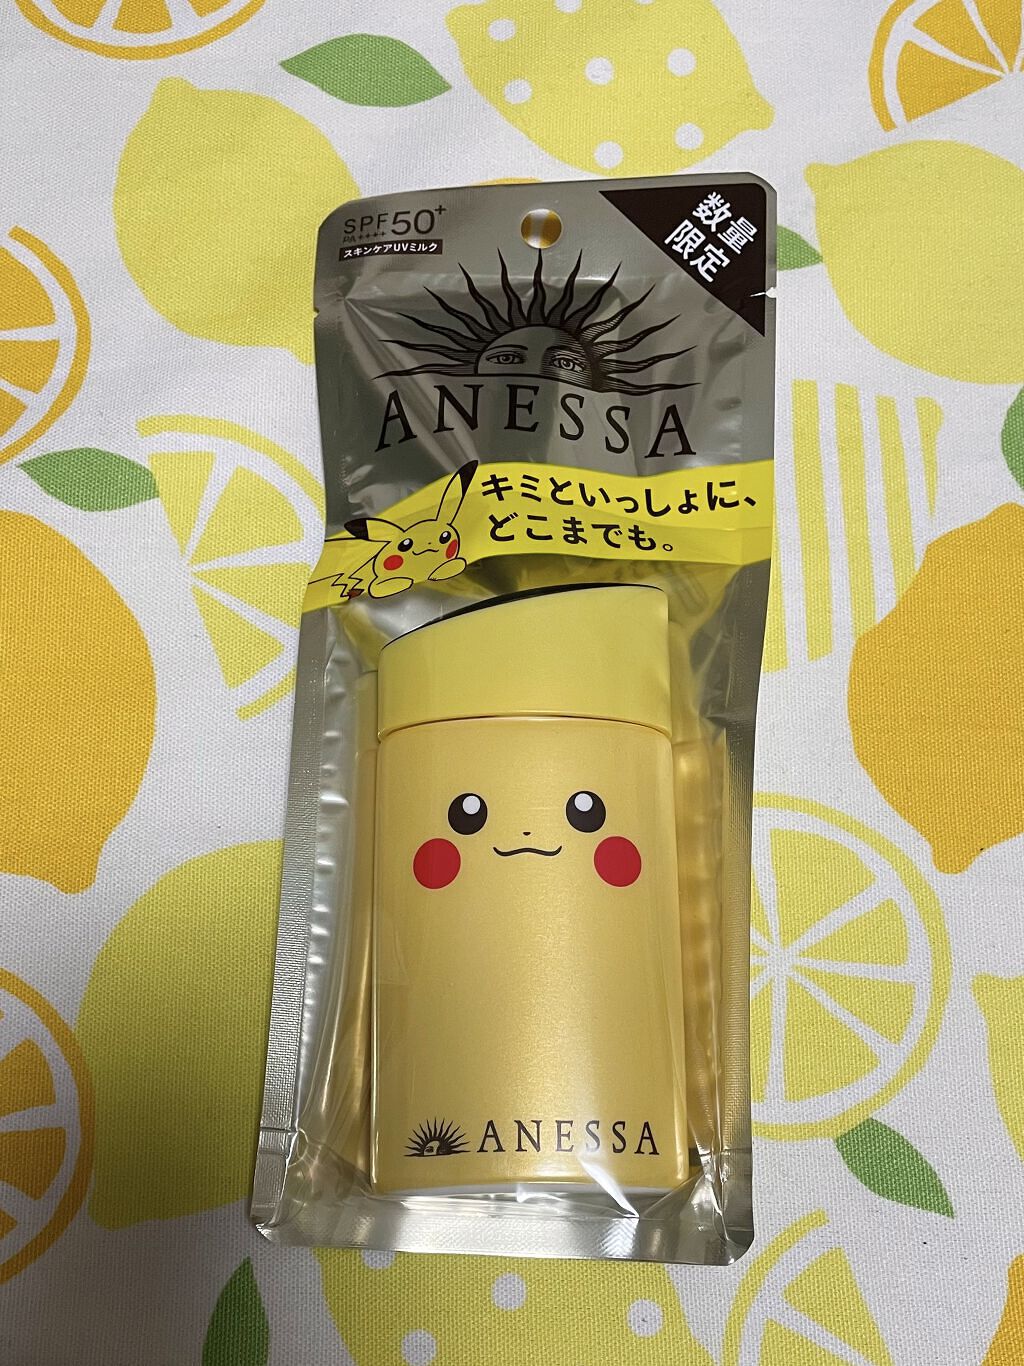 SPF50+
PA++++
スキンケアUVミルク
数量
限定
ANESSA
キミといっしょに、
どこまでも。
ANESSA